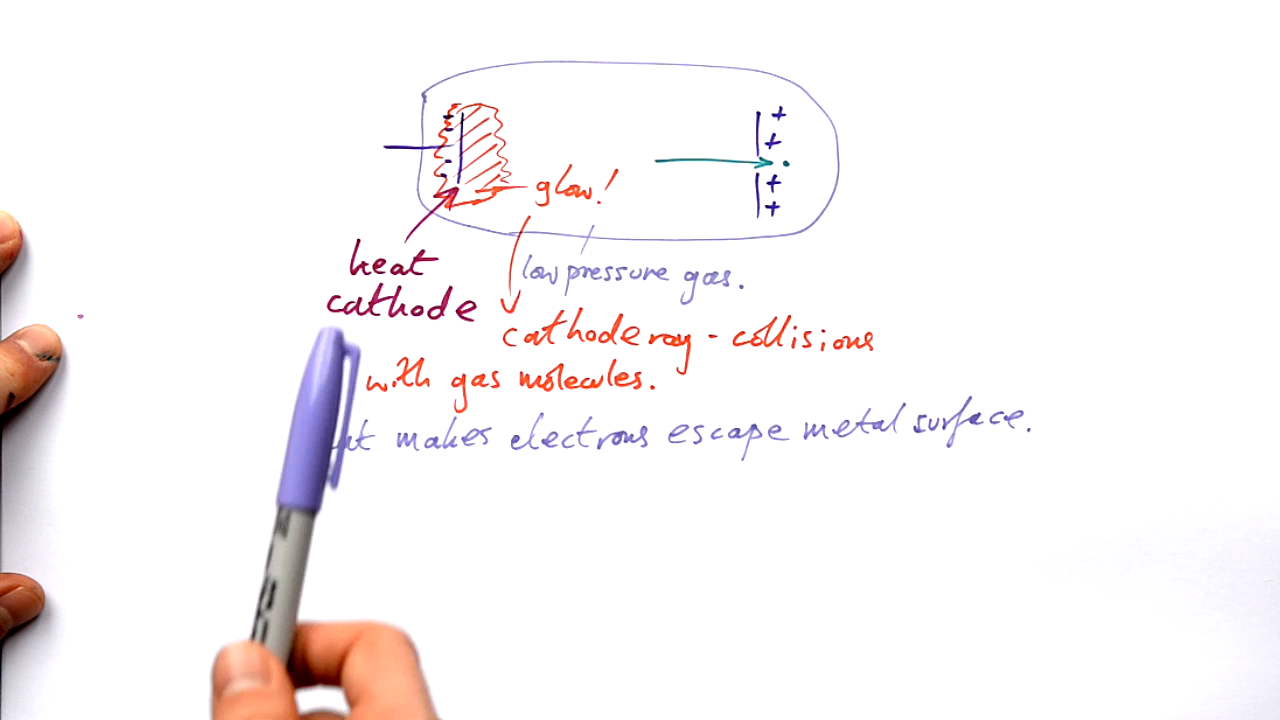 glow!
heat
cathode
low pressure gas.
cathode ray - collisions
with gas molecules.
makes electrons escape metal surface.